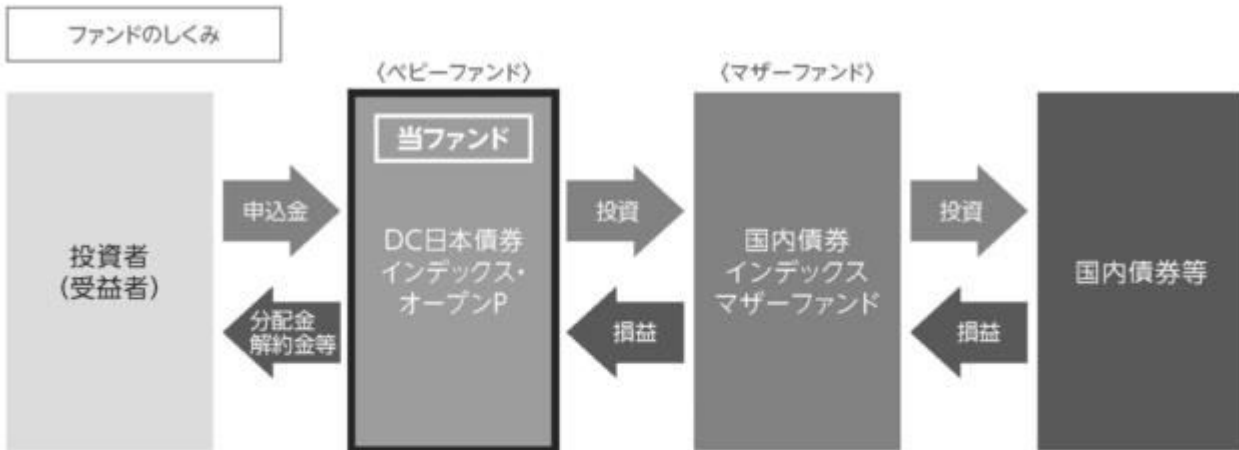 ファンドのしくみ
〈ベビーファンド〉
〈マザーファンド〉
投資者
(受益者)
申込金
分配金
解約金等
当ファンド
DC日本債券
インデックス・
オープンP
投資
損益
国内債券
インデックス
マザーファンド
投資
損益
国内債券等